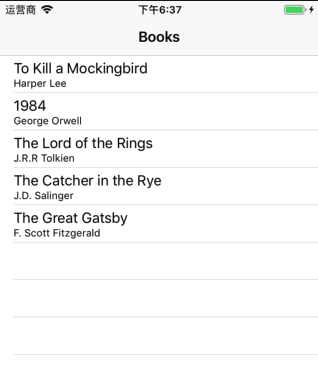 运营商 下午6:37
Books
To Kill a Mockingbird
Harper Lee
1984
George Orwell
The Lord of the Rings
J.R.R Tolkien
The Catcher in the Rye
J.D. Salinger
The Great Gatsby
F. Scott Fitzgerald